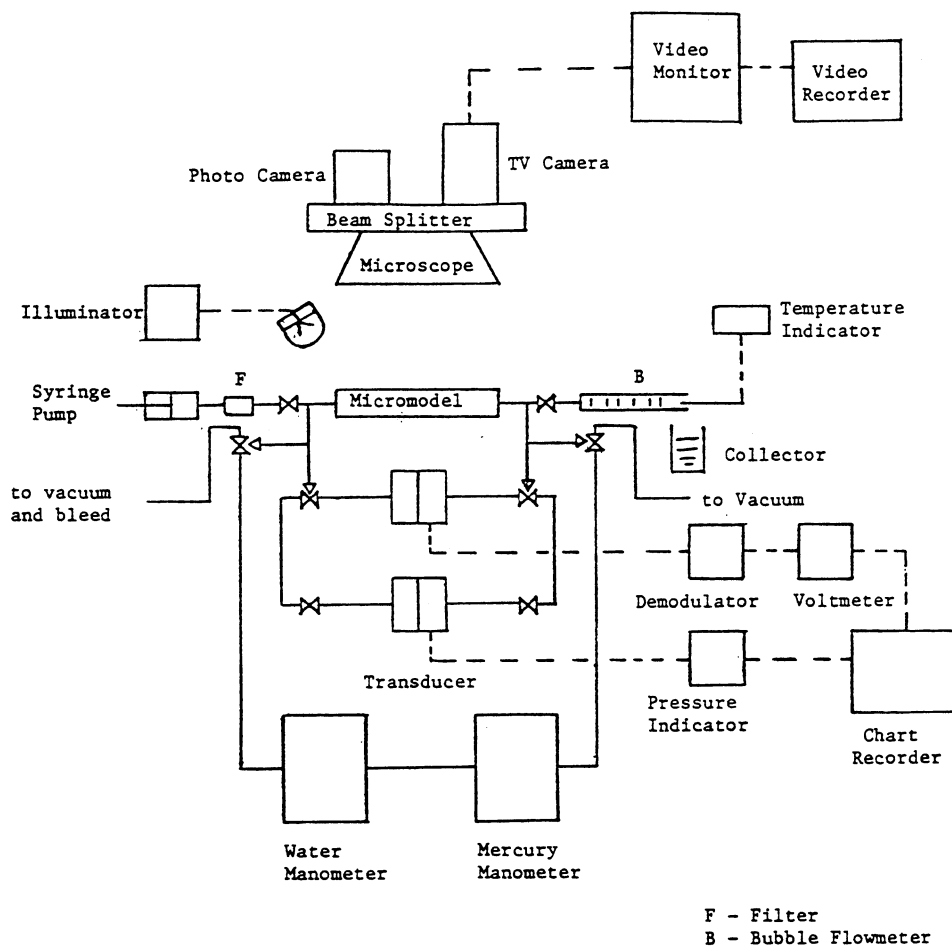 Video
Monitor
Video
Recorder
Photo Camera
TV Camera
Beam Splitter
Microscope
Illuminator
Temperature
Indicator
Syringe
Pump
F
Micromodel
B
Collector
to vacuum
and bleed
to Vacuum
Demodulator
Voltmeter
Transducer
Pressure
Indicator
Chart
Recorder
Water
Manometer
Mercury
Manometer
F - Filter
B - Bubble Flowmeter